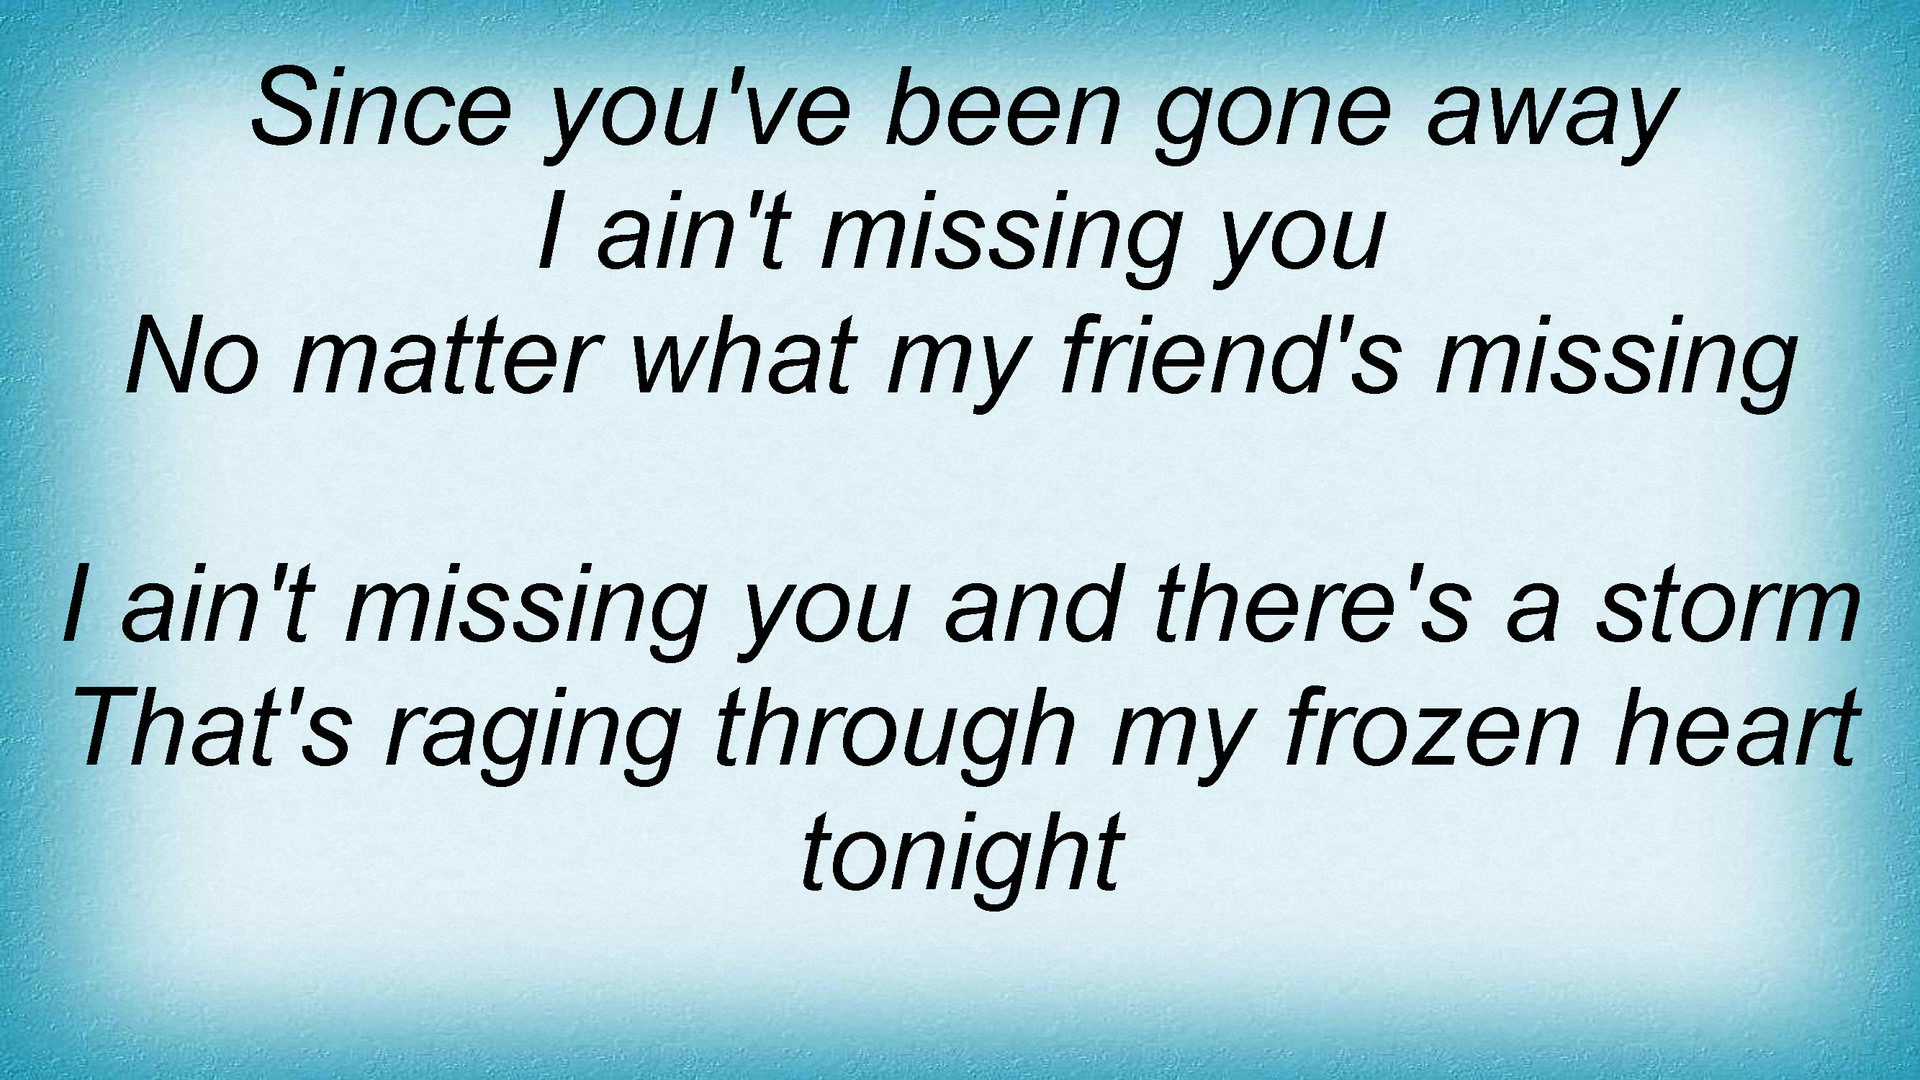 Since you've been gone away
I ain't missing you
No matter what my friend's missing
I ain't missing you and there's a storm
That's raging through my frozen heart
tonight